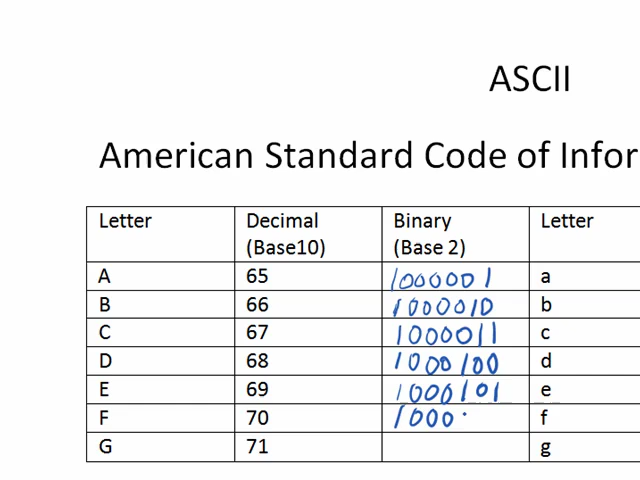 ASCII
American Standard Code of Infor
Letter Decimal (Base10) Binary (Base 2) Letter
A 65 1000001 a
B 66 1000010 b
C 67 1000011 c
D 68 1000100 d
E 69 1000101 e
F 70 1000 f
G 71 g